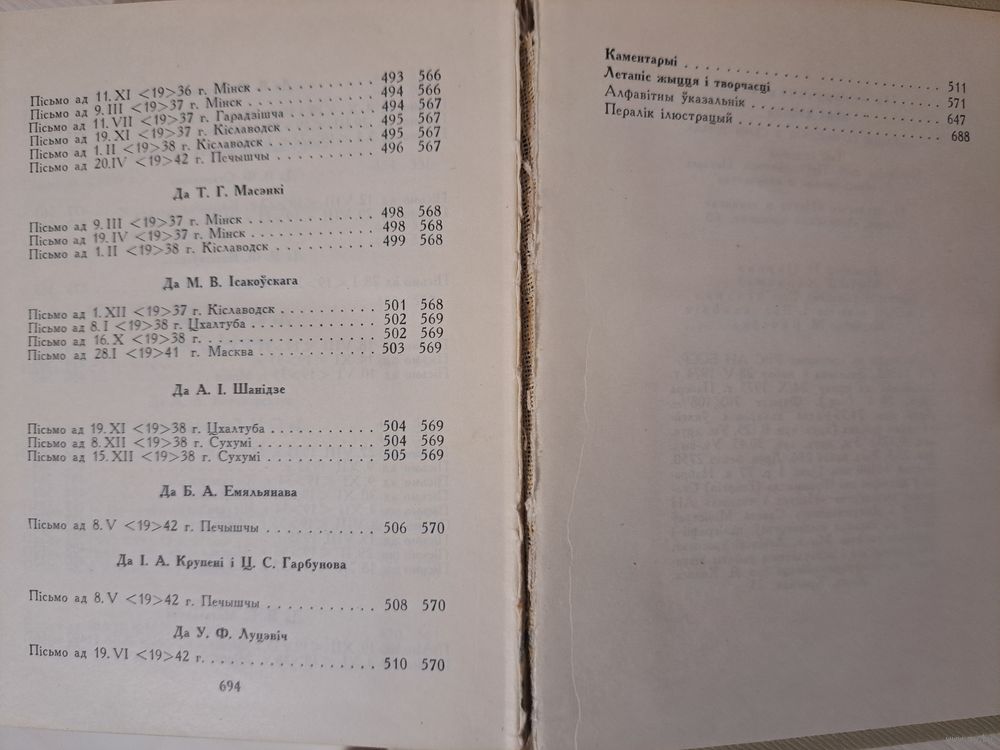 Пісьмо ад 11. XI <19>36 г. Мінск . . . . . . . . . . 493 566
Пісьмо ад 9. III <19>37 г. Мінск . . . . . . . . . . 494 566
Пісьмо ад 11. VII <19>37 г. Гарадзішча . . . . . . . 494 567
Пісьмо ад 19. XI <19>37 г. Кіславодск . . . . . . . 495 567
Пісьмо ад 1. II <19>38 г. Кіславодск . . . . . . . . 495 567
Пісьмо ад 20. IV <19>42 г. Печышчы . . . . . . . . 496 567
Да Т. Г. Масэнкі
Пісьмо ад 9. III <19>37 г. Мінск . . . . . . . . . . 498 568
Пісьмо ад 19. IV <19>37 г. Мінск . . . . . . . . . . 498 568
Пісьмо ад 1. II <19>38 г. Кіславодск . . . . . . . . 499 568
Да М. В. Ісакоўскага
Пісьмо ад 1. XII <19>37 г. Кіславодск . . . . . . . . 501 568
Пісьмо ад 8. I <19>38 г. Цхалтуба . . . . . . . . . . 502 569
Пісьмо ад 16. X <19>38 г. . . . . . . . . . . . . . . 502 569
Пісьмо ад 28. I <19>41 г. Масква . . . . . . . . . . 503 569
Да А. І. Шанідзе
Пісьмо ад 19. XI <19>38 г. Цхалтуба . . . . . . . . . 504 569
Пісьмо ад 8. XII <19>38 г. Сухумі . . . . . . . . . . 504 569
Пісьмо ад 15. XII <19>38 г. Сухумі . . . . . . . . . . 505 569
Да Б. А. Емяльянава
Пісьмо ад 8. V <19>42 г. Печышчы . . . . . . . . . . 506 570
Да І. А. Крупені і Ц. С. Гарбунова
Пісьмо ад 8. V <19>42 г. Печышчы . . . . . . . . . . 508 570
Да У. Ф. Луцэвіч
Пісьмо ад 19. VI <19>42 г. . . . . . . . . . . . . . . 510 570
694
Каментарыі . . . . . . . . . . . . . . . . . . . 511
Летапіс жыцця і творчасці . . . . . . . . . . . . 571
Алфавітны ўказальнік . . . . . . . . . . . . . . 647
Пералік ілюстрацый . . . . . . . . . . . . . . . 688